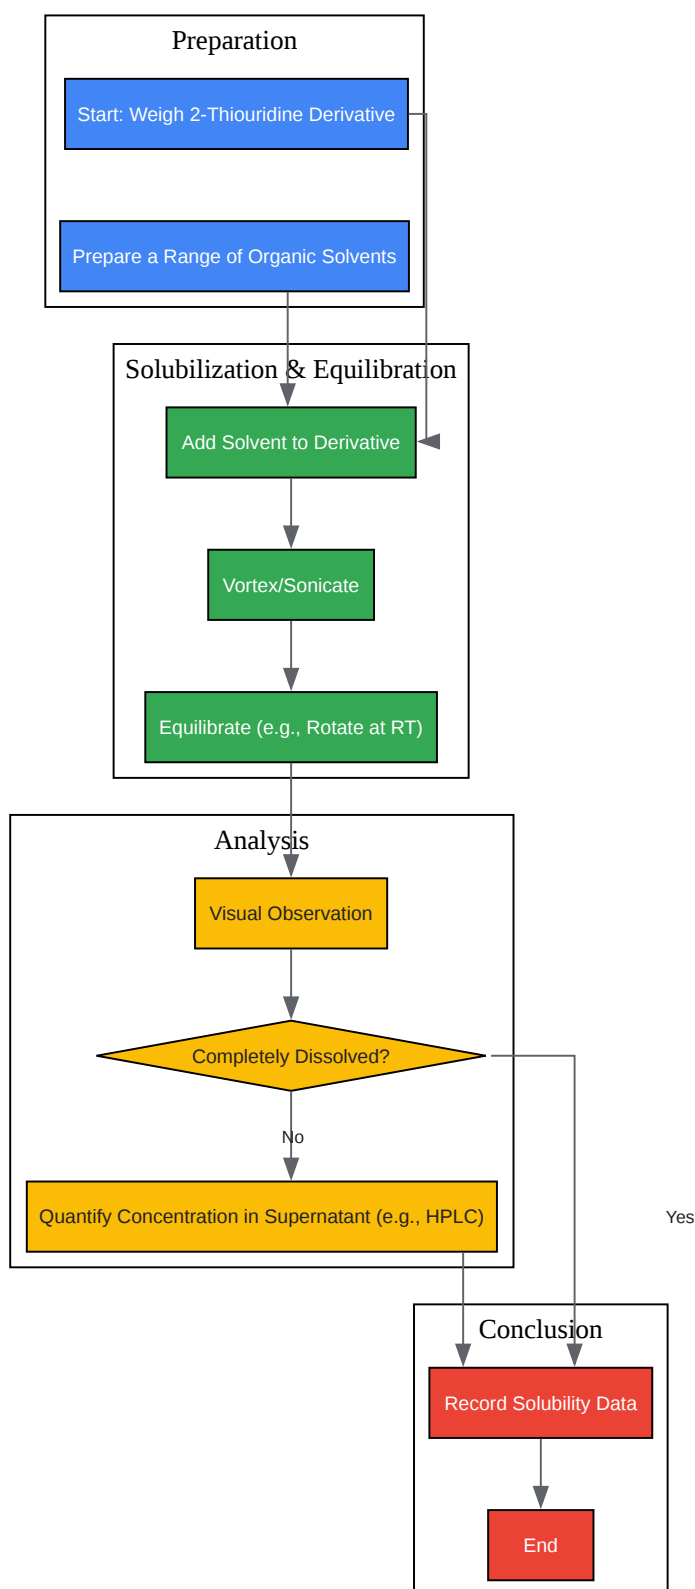 Preparation
Start: Weigh 2-Thiouridine Derivative
Prepare a Range of Organic Solvents
Solubilization & Equilibration
Add Solvent to Derivative
Vortex/Sonicate
Equilibrate (e.g., Rotate at RT)
Analysis
Visual Observation
Completely Dissolved?
No
Quantify Concentration in Supernatant (e.g., HPLC)
Yes
Conclusion
Record Solubility Data
End